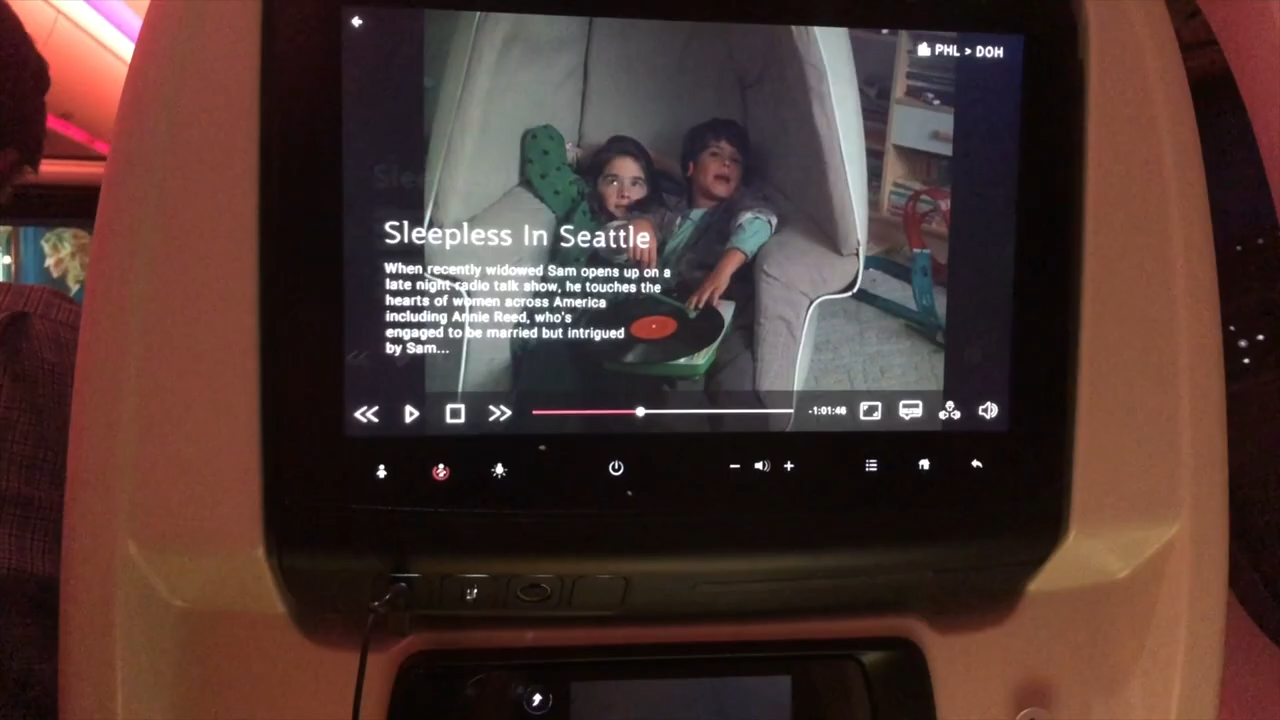 PHL > DOH
Sleepless In Seattle
When recently widowed Sam opens up on a
late night radio talk show, he touches the
hearts of women across America
including Annie Reed, who's
engaged to be married but intrigued
by Sam...
-1:01:46